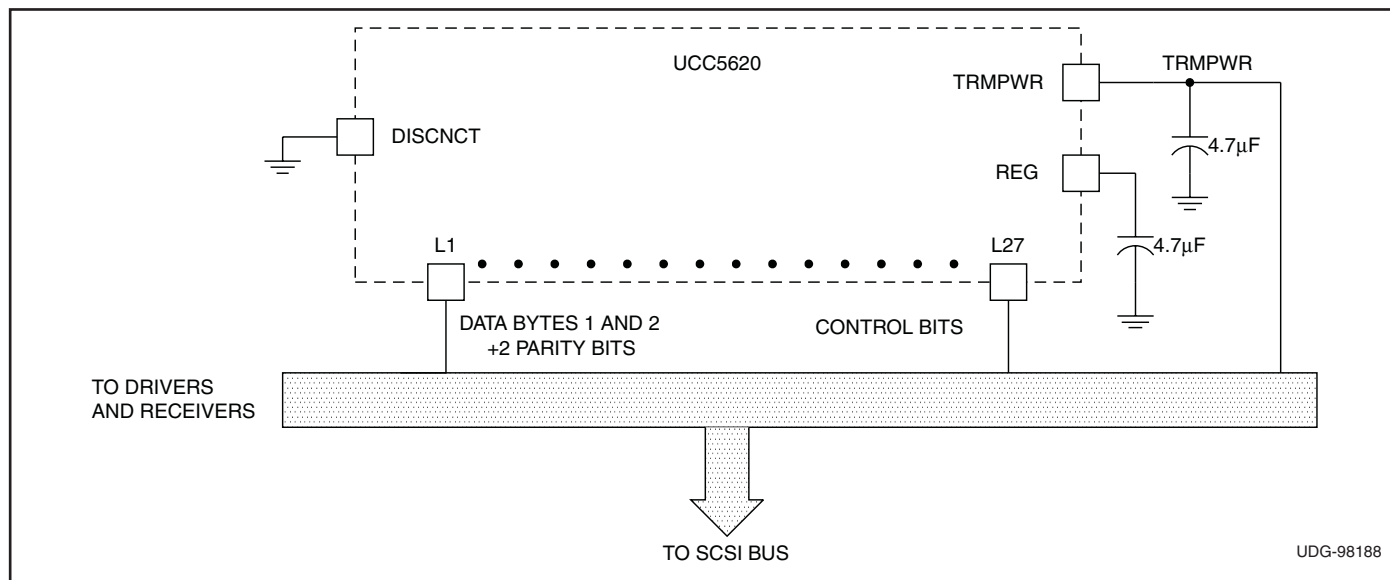 UCC5620
TRMPWR
TRMPWR
DISCNCT
4.7µF
REG
L1
L27
4.7µF
DATA BYTES 1 AND 2
+2 PARITY BITS
CONTROL BITS
TO DRIVERS
AND RECEIVERS
TO SCSI BUS
UDG-98188